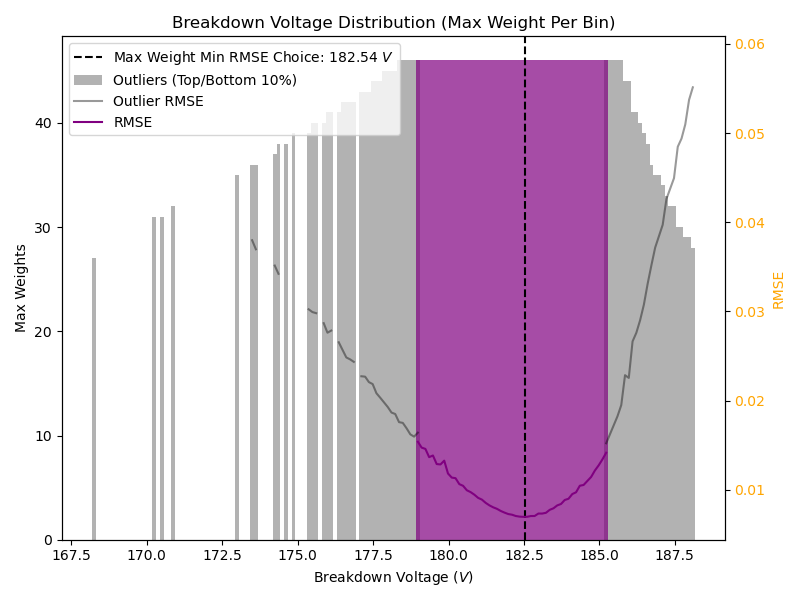 Breakdown Voltage Distribution (Max Weight Per Bin)
Max Weight Min RMSE Choice: 182.54 V
Outliers (Top/Bottom 10%)
Outlier RMSE
RMSE
Max Weights
0
10
20
30
40
0.01
0.02
0.03
0.04
0.05
0.06
RMSE
167.5 170.0 172.5 175.0 177.5 180.0 182.5 185.0 187.5
Breakdown Voltage (V)